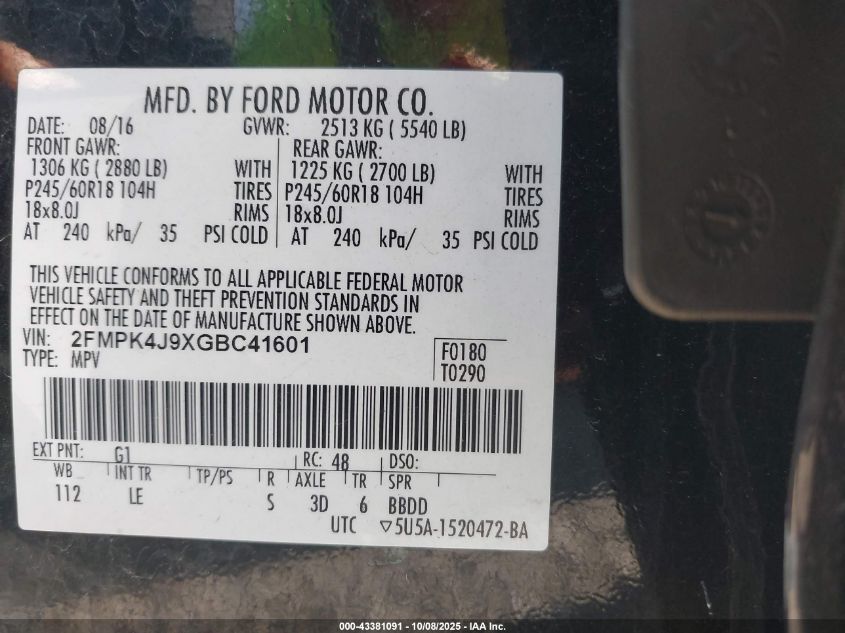 MFD. BY FORD MOTOR CO.
DATE: 08/16 GVWR: 2513 KG ( 5540 LB)
FRONT GAWR: REAR GAWR:
1306 KG ( 2880 LB) WITH 1225 KG ( 2700 LB) WITH
P245/60R18 104H TIRES P245/60R18 104H TIRES
18x8.0J RIMS 18x8.0J RIMS
AT 240 kPa/ 35 PSI COLD AT 240 kPa/ 35 PSI COLD
THIS VEHICLE CONFORMS TO ALL APPLICABLE FEDERAL MOTOR
VEHICLE SAFETY AND THEFT PREVENTION STANDARDS IN
EFFECT ON THE DATE OF MANUFACTURE SHOWN ABOVE.
VIN: 2FMPK4J9XGBC41601
TYPE: MPV
F0180
T0290
EXT PNT: G1 RC: 48 DSO:
WB INT TR TP/PS R AXLE TR SPR
112 LE S 3D 6 BBDD
UTC ▽5U5A-1520472-BA
000-43381091 - 10/08/2025 - IAA Inc.